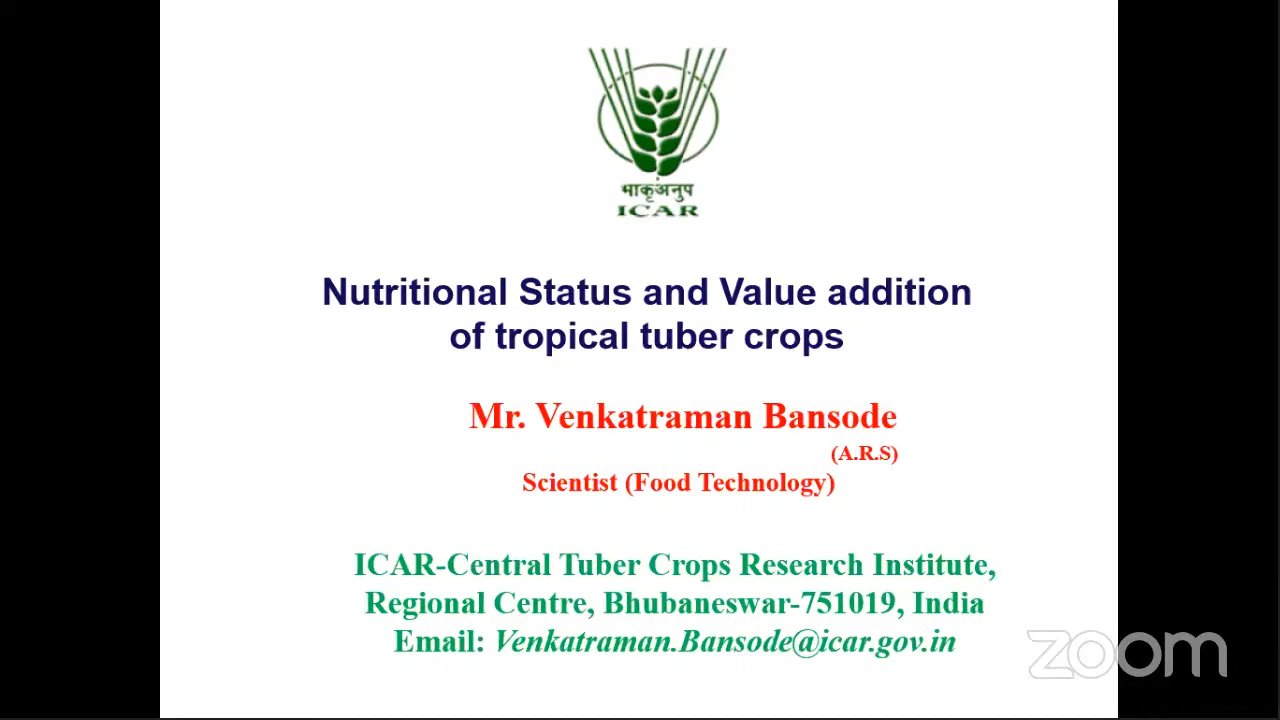 भाकृअनुप
ICAR
Nutritional Status and Value addition
of tropical tuber crops
Mr. Venkatraman Bansode
(A.R.S)
Scientist (Food Technology)
ICAR-Central Tuber Crops Research Institute,
Regional Centre, Bhubaneswar-751019, India
Email: Venkatraman.Bansode@icar.gov.in
zoom